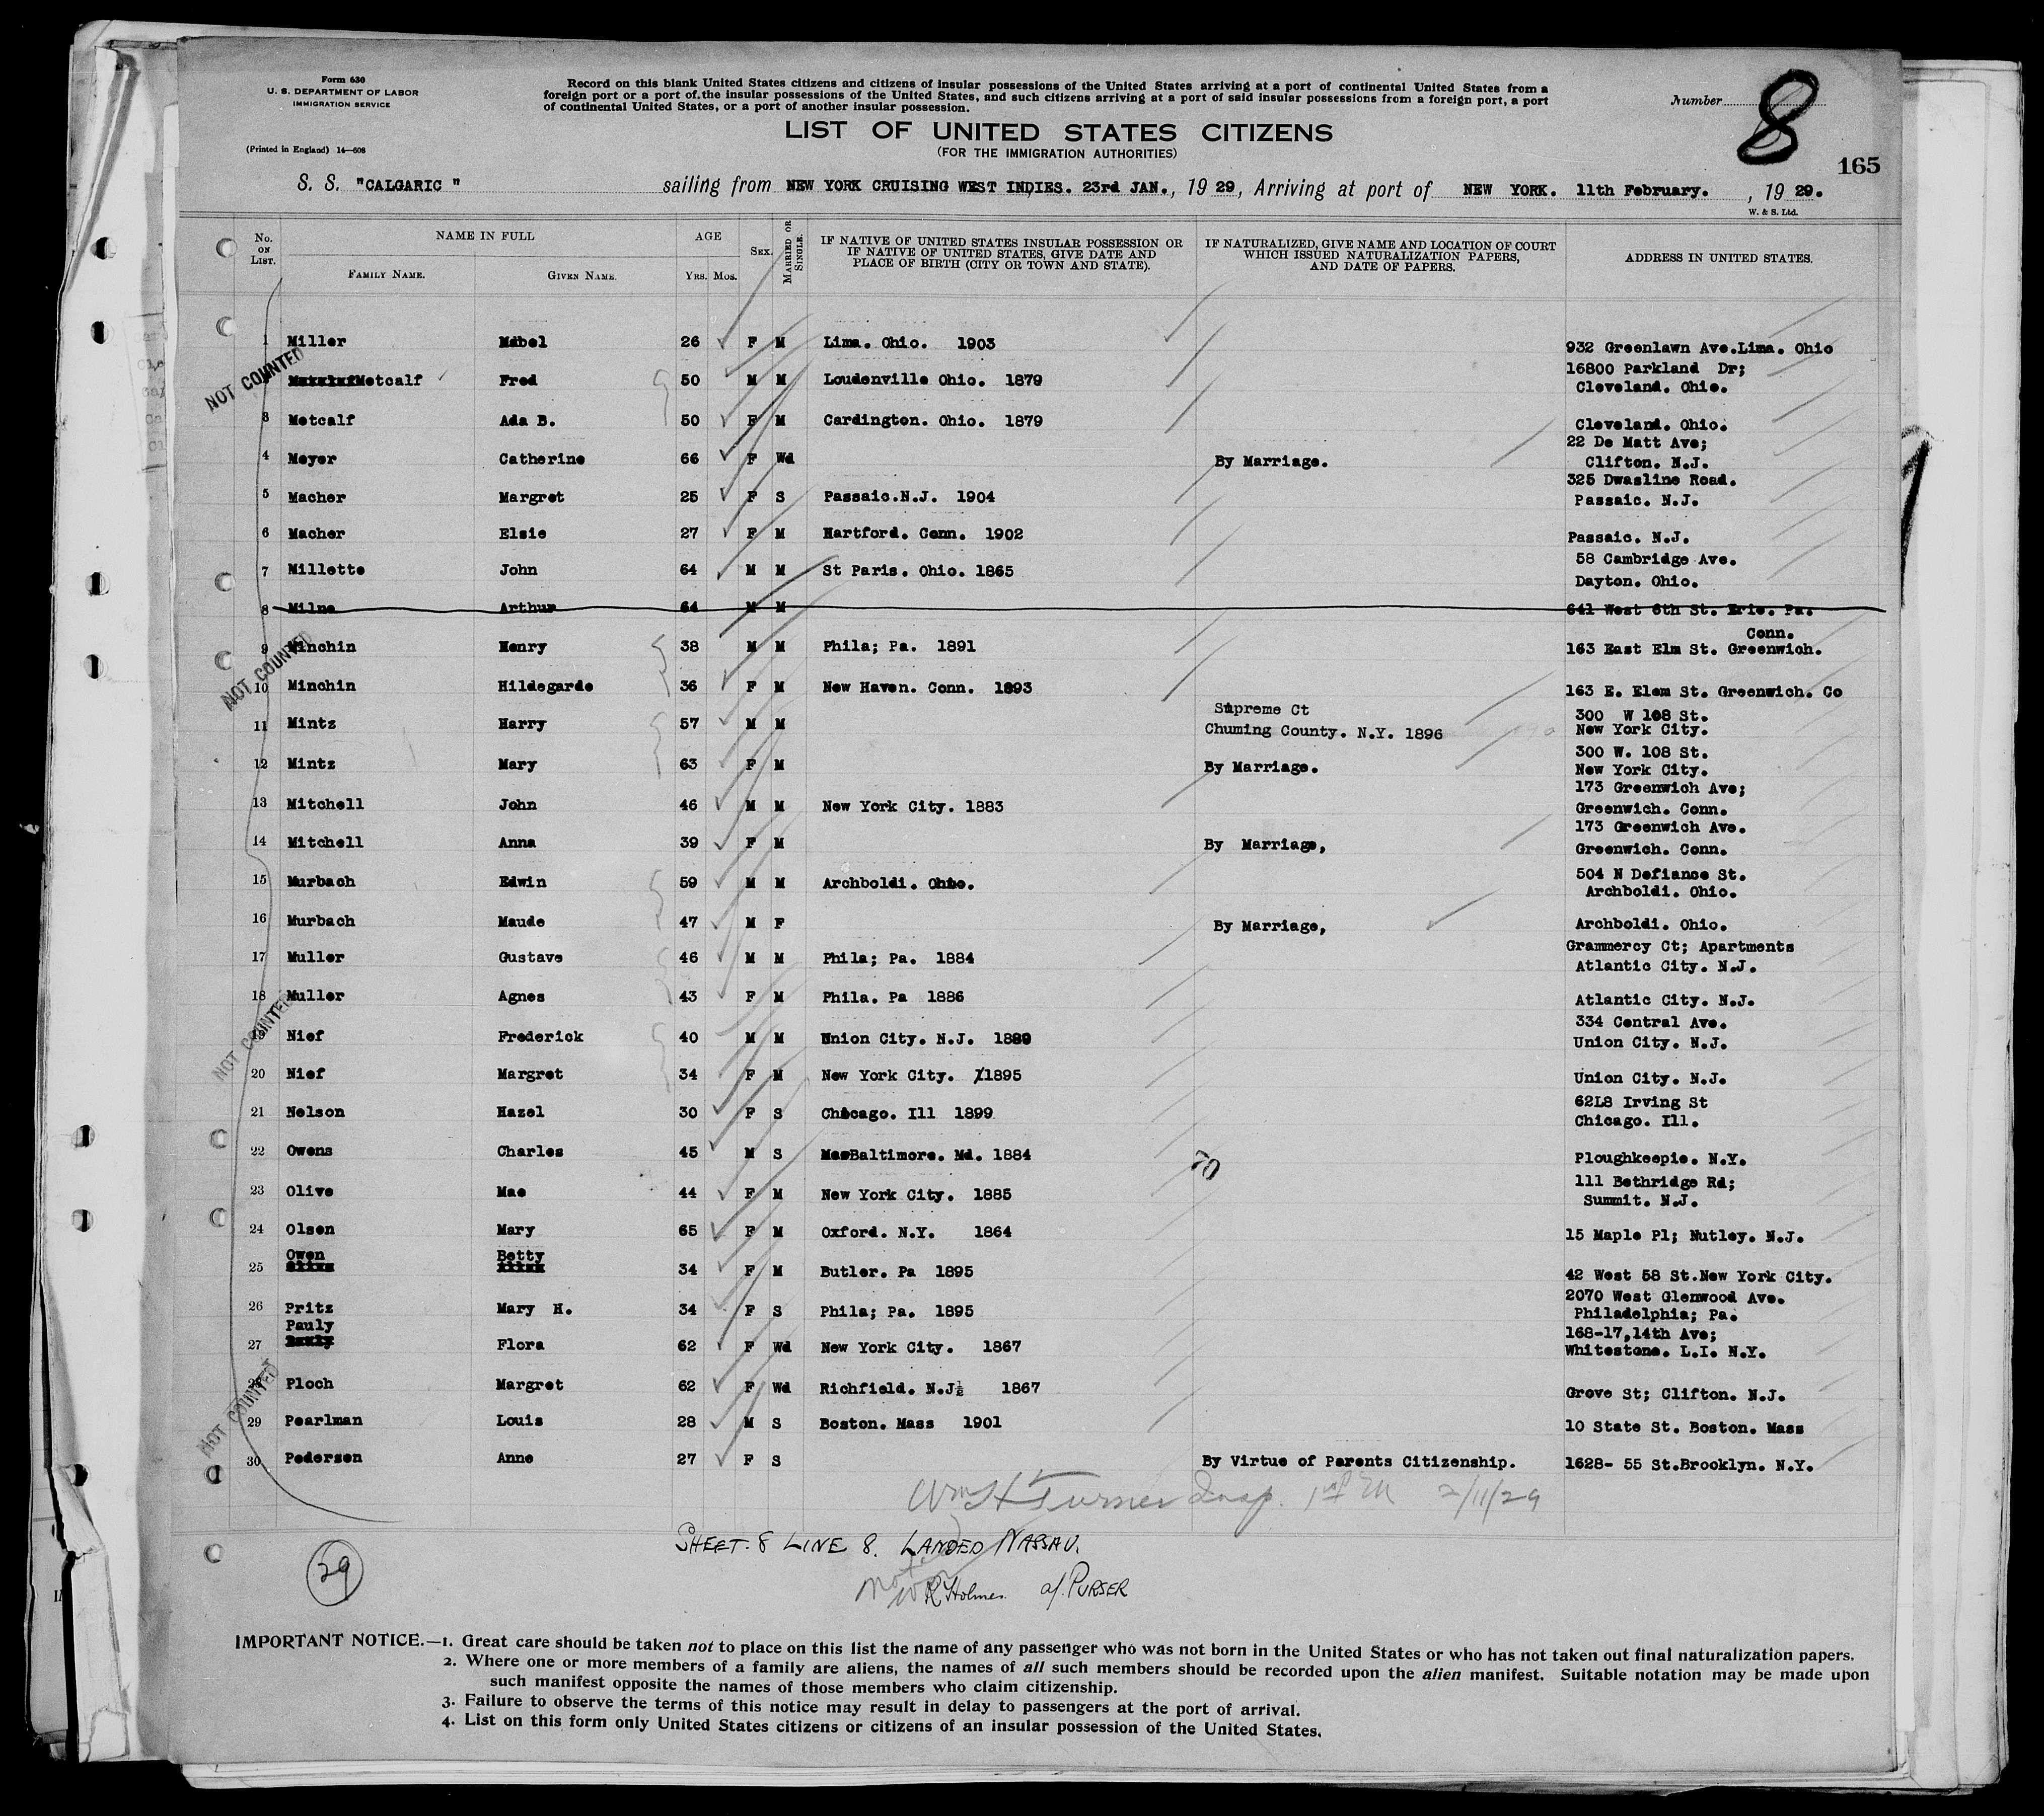 Form 630
U. S. DEPARTMENT OF LABOR
IMMIGRATION SERVICE
(Printed in England) 14—608
Record on this blank United States citizens and citizens of insular possessions of the United States arriving at a port of continental United States from a
foreign port or a port of the insular possessions of the United States, and such citizens arriving at a port of said insular possessions from a foreign port, a port
of continental United States, or a port of another insular possession.
Number 8
LIST OF UNITED STATES CITIZENS
(FOR THE IMMIGRATION AUTHORITIES)
165
S. S. "CALGARIC " sailing from NEW YORK CRUISING WEST INDIES. 23rd JAN., 19 29, Arriving at port of NEW YORK. 11th February. , 19 29.
W. & S. Ltd.
No. ON LIST. NAME IN FULL AGE SEX. MARRIED OR SINGLE. IF NATIVE OF UNITED STATES INSULAR POSSESSION OR IF NATIVE OF UNITED STATES, GIVE DATE AND PLACE OF BIRTH (CITY OR TOWN AND STATE). IF NATURALIZED, GIVE NAME AND LOCATION OF COURT WHICH ISSUED NATURALIZATION PAPERS, AND DATE OF PAPERS. ADDRESS IN UNITED STATES.
FAMILY NAME. GIVEN NAME. YRS. MOS.
1 Miller Mabel 26 F M Lima. Ohio. 1903 932 Greenlawn Ave.Lima. Ohio
NOT COUNTED
Metcalf Fred 50 M M Loudenville Ohio. 1879 16800 Parkland Dr; Cleveland. Ohio.
3 Metcalf Ada B. 50 F M Cardington. Ohio. 1879 Cleveland. Ohio.
4 Meyer Catherine 66 F Wd By Marriage. 22 De Matt Ave; Clifton. N.J.
5 Macher Margret 25 F S Passaic.N.J. 1904 325 Dwasline Road. Passaic. N.J.
6 Macher Elsie 27 F M Hartford. Conn. 1902 Passaic. N.J.
7 Millette John 64 M M St Paris. Ohio. 1865 58 Cambridge Ave. Dayton. Ohio.
8 Milne Arthur 64 M M 641 West 6th St. Erie. Pa.
9 Minchin Henry 38 M M Phila; Pa. 1891 163 East Elm St. Greenwich. Conn.
NOT COUNTED
10 Minchin Hildegarde 36 F M New Haven. Conn. 1893 163 E. Elem St. Greenwich. Co
11 Mintz Harry 57 M M Supreme Ct Chuming County. N.Y. 1896 300 W 108 St. New York City.
12 Mintz Mary 63 F M By Marriage. 300 W. 108 St. New York City.
13 Mitchell John 46 M M New York City. 1883 173 Greenwich Ave; Greenwich. Conn.
14 Mitchell Anna 39 F M By Marriage, 173 Greenwich Ave. Greenwich. Conn.
15 Murbach Edwin 59 M M Archboldi. Ohio. 504 N Defiance St. Archboldi. Ohio.
16 Murbach Maude 47 M F By Marriage, Archboldi. Ohio.
17 Muller Gustave 46 M M Phila; Pa. 1884 Grammercy Ct; Apartments Atlantic City. N.J.
18 Muller Agnes 43 F M Phila. Pa 1886 Atlantic City. N.J.
NOT COUNTED
19 Nief Frederick 40 M M Union City. N.J. 1889 334 Central Ave. Union City. N.J.
20 Nief Margret 34 F M New York City. 1895 Union City. N.J.
21 Nelson Hazel 30 F S Chicago. Ill 1899 62L8 Irving St Chicago. Ill.
22 Owens Charles 45 M S Baltimore. Md. 1884 70 Ploughkeepie. N.Y.
23 Olive Mae 44 F M New York City. 1885 111 Bethridge Rd; Summit. N.J.
24 Olsen Mary 65 F M Oxford. N.Y. 1864 15 Maple Pl; Nutley. N.J.
25 Owen Betty 34 F M Butler. Pa 1895 42 West 58 St.New York City.
26 Pritz Mary H. 34 F S Phila; Pa. 1895 2070 West Glenwood Ave. Philadelphia; Pa.
27 Pauly Flora 62 F Wd New York City. 1867 168-17,14th Ave; Whitestone. L.I. N.Y.
28 Ploch Margret 62 F Wd Richfield. N.J½ 1867 Grove St; Clifton. N.J.
NOT COUNTED
29 Pearlman Louis 28 M S Boston. Mass 1901 10 State St. Boston. Mass
30 Pedersen Anne 27 F S By Virtue of Parents Citizenship. 1628- 55 St.Brooklyn. N.Y.
Wm H Turner Insp. 2/11/29
SHEET. 8 LINE 8. LANDED NASSAU.
29
R Holmes. a/. PURSER
IMPORTANT NOTICE.—1. Great care should be taken not to place on this list the name of any passenger who was not born in the United States or who has not taken out final naturalization papers.
2. Where one or more members of a family are aliens, the names of all such members should be recorded upon the alien manifest. Suitable notation may be made upon
such manifest opposite the names of those members who claim citizenship.
3. Failure to observe the terms of this notice may result in delay to passengers at the port of arrival.
4. List on this form only United States citizens or citizens of an insular possession of the United States.